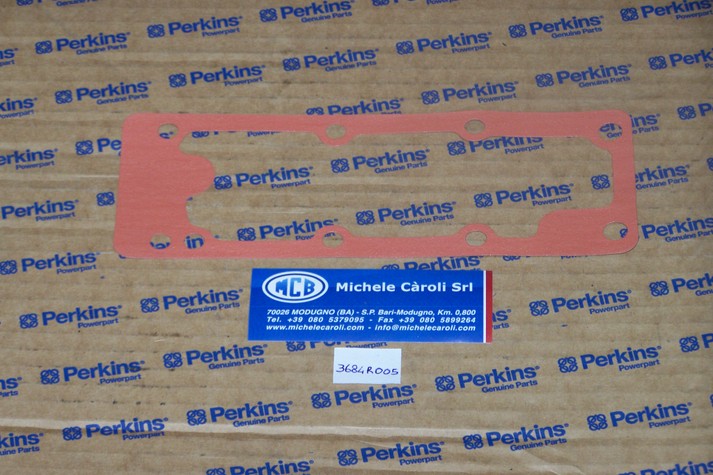 Perkins
Genuine Parts
Perkins
Powerpart
MCB
Michele Càroli Srl
70026 MODUGNO (BA) - S.P. Bari-Modugno, Km. 0,800
Tel. +39 080 5379095 - Fax +39 080 5899264
www.michelecaroli.com - info@michelecaroli.com
3684R005